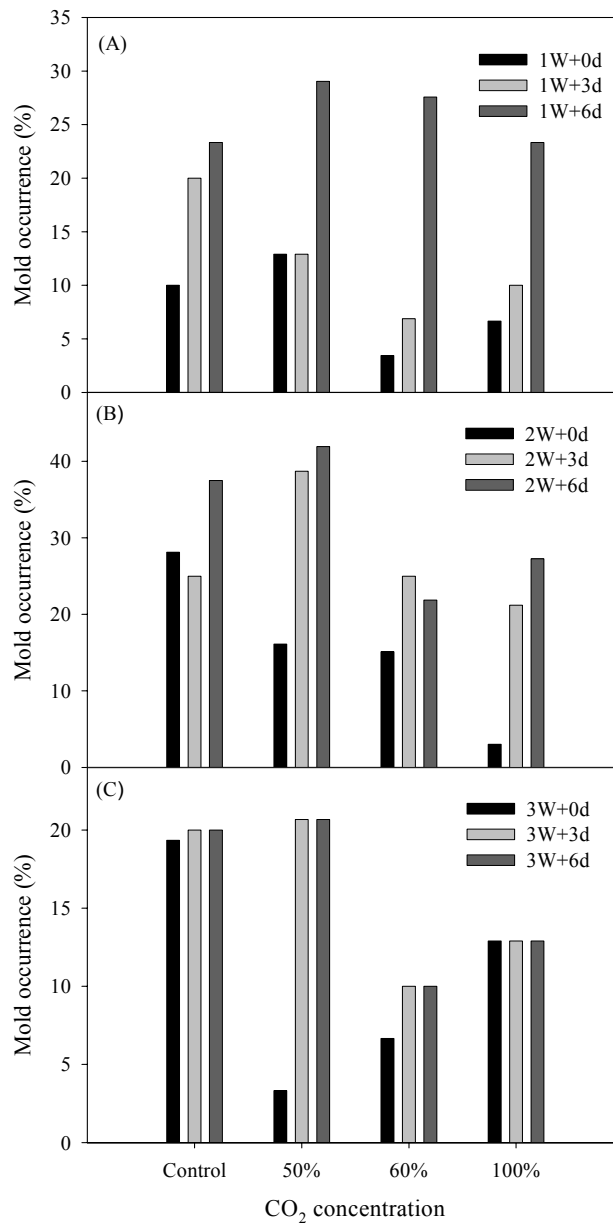 (A)
1W+0d
1W+3d
1W+6d
Mold occurrence (%)
35
30
25
20
15
10
5
0
(B)
2W+0d
2W+3d
2W+6d
Mold occurrence (%)
40
30
20
10
0
(C)
3W+0d
3W+3d
3W+6d
Mold occurrence (%)
20
15
10
5
0
Control 50% 60% 100%
CO₂ concentration